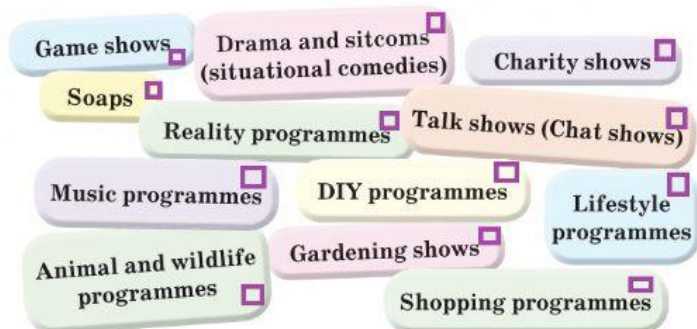 Game shows
Drama and sitcoms
(situational comedies)
Charity shows
Soaps
Reality programmes
Talk shows (Chat shows)
Music programmes
DIY programmes
Lifestyle
programmes
Animal and wildlife
programmes
Gardening shows
Shopping programmes